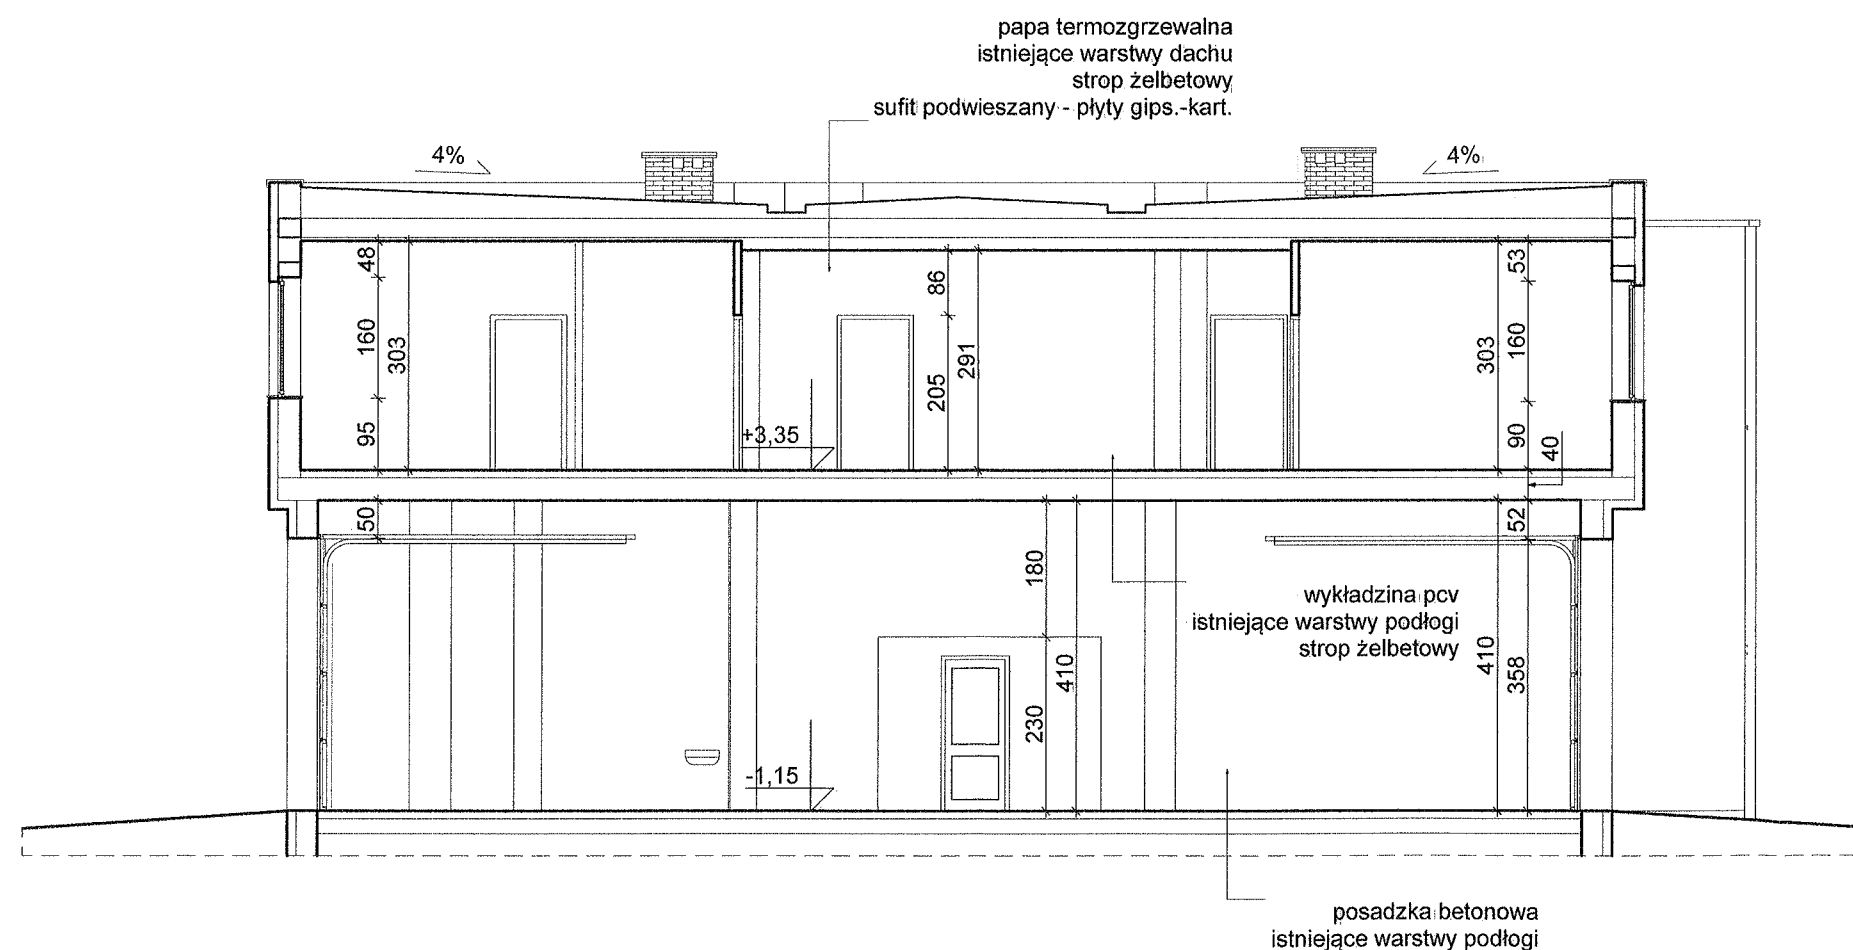 papa termozgrzewalna
istniejące warstwy dachu
strop żelbetowy
sufit podwieszany - płyty gips.-kart.
4%
4%
48
160
303
95
86
205
291
+3,35
303
53
160
90
40
50
180
410
230
-1,15
52
410
358
wykładzina pcv
istniejące warstwy podłogi
strop żelbetowy
posadzka betonowa
istniejące warstwy podłogi